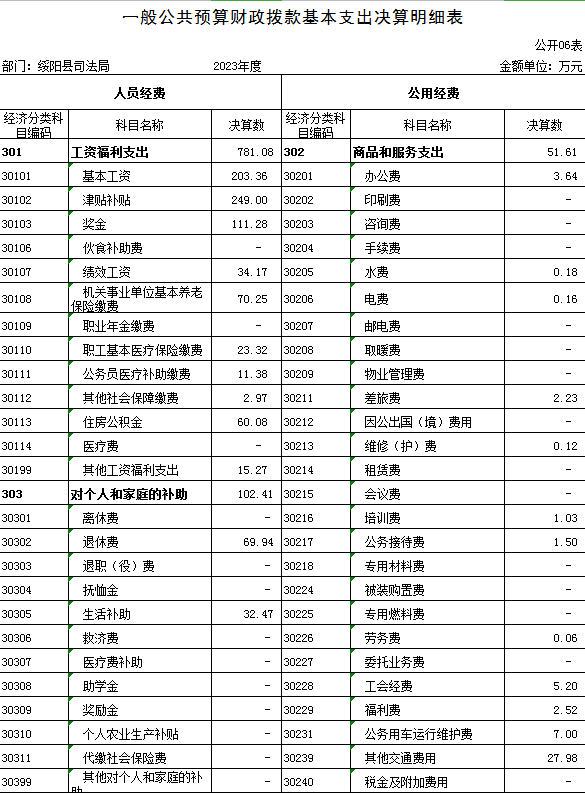 一般公共预算财政拨款基本支出决算明细表
公开06表
部门：绥阳县司法局 2023年度 金额单位：万元
人员经费 公用经费
经济分类科目编码 科目名称 决算数 经济分类科目编码 科目名称 决算数
301 工资福利支出 781.08 302 商品和服务支出 51.61
30101 基本工资 203.36 30201 办公费 3.64
30102 津贴补贴 249.00 30202 印刷费 -
30103 奖金 111.28 30203 咨询费 -
30106 伙食补助费 - 30204 手续费 -
30107 绩效工资 34.17 30205 水费 0.18
30108 机关事业单位基本养老保险缴费 70.25 30206 电费 0.16
30109 职业年金缴费 - 30207 邮电费 -
30110 职工基本医疗保险缴费 23.32 30208 取暖费 -
30111 公务员医疗补助缴费 11.38 30209 物业管理费 -
30112 其他社会保障缴费 2.97 30211 差旅费 2.23
30113 住房公积金 60.08 30212 因公出国（境）费用 -
30114 医疗费 - 30213 维修（护）费 0.12
30199 其他工资福利支出 15.27 30214 租赁费 -
303 对个人和家庭的补助 102.41 30215 会议费 -
30301 离休费 - 30216 培训费 1.03
30302 退休费 69.94 30217 公务接待费 1.50
30303 退职（役）费 - 30218 专用材料费 -
30304 抚恤金 - 30224 被装购置费 -
30305 生活补助 32.47 30225 专用燃料费 -
30306 救济费 - 30226 劳务费 0.06
30307 医疗费补助 - 30227 委托业务费 -
30308 助学金 - 30228 工会经费 5.20
30309 奖励金 - 30229 福利费 2.52
30310 个人农业生产补贴 - 30231 公务用车运行维护费 7.00
30311 代缴社会保险费 - 30239 其他交通费用 27.98
30399 其他对个人和家庭的补助 - 30240 税金及附加费用 -